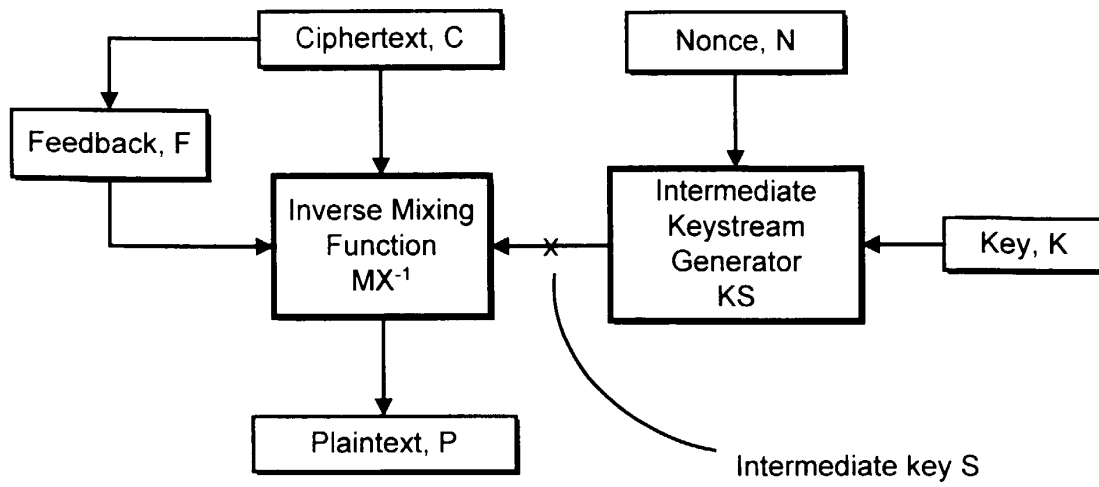 Ciphertext, C
Nonce, N
Feedback, F
Inverse Mixing
Function
MX-1
Intermediate
Keystream
Generator
KS
Key, K
X
Plaintext, P
Intermediate key S